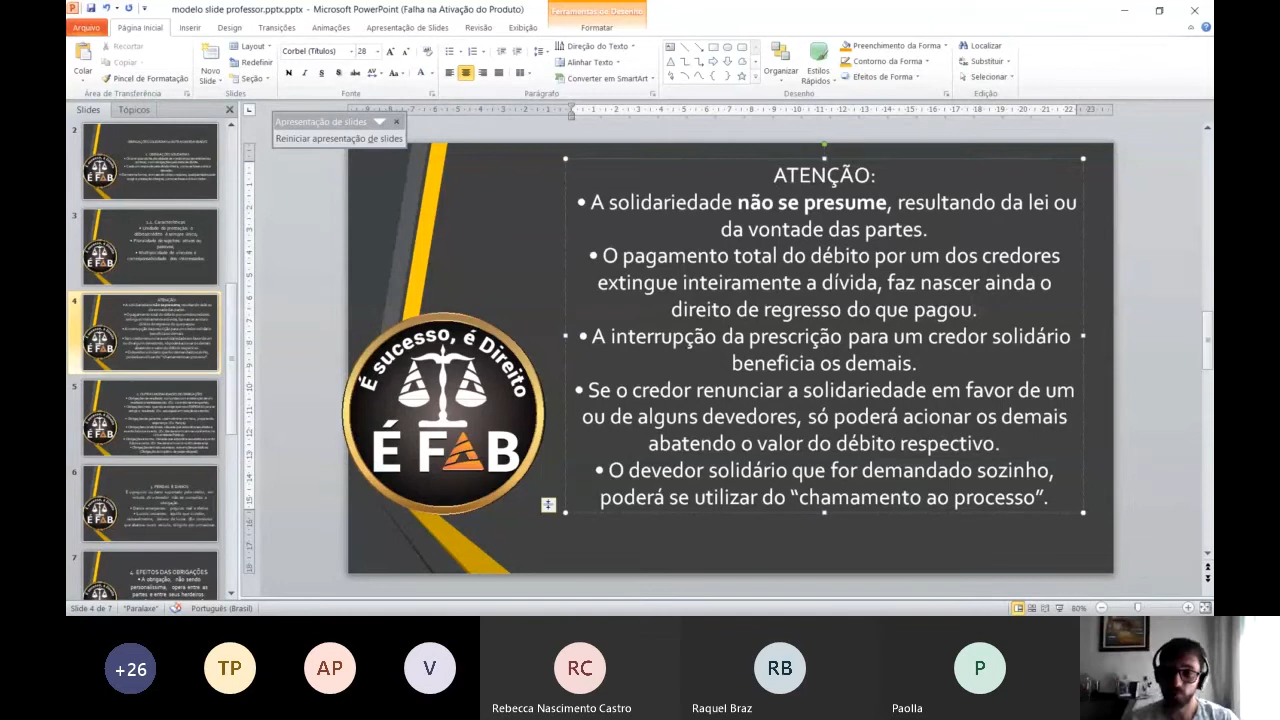 modelo slide professor.pptx.pptx - Microsoft PowerPoint (Falha na Ativação do Produto)
Ferramentas de Desenho
Arquivo
Página Inicial
Inserir
Design
Transições
Animações
Apresentação de Slides
Revisão
Exibição
Formatar
Colar
Recortar
Copiar
Pincel de Formatação
Área de Transferência
Novo
Slide
Layout
Redefinir
Seção
Slides
Corbel (Títulos)
28
Fonte
Direção do Texto
Alinhar Texto
Converter em SmartArt
Parágrafo
Organizar
Estilos
Rápidos
Preenchimento da Forma
Contorno da Forma
Efeitos de Forma
Desenho
Localizar
Substituir
Selecionar
Edição
Slides
Tópicos
Apresentação de slides
Reiniciar apresentação de slides
2
3
4
5
6
7
É sucesso, é Direito
É FAB
ATENÇÃO:
• A solidariedade não se presume, resultando da lei ou
da vontade das partes.
• O pagamento total do débito por um dos credores
extingue inteiramente a dívida, faz nascer ainda o
direito de regresso do que pagou.
• A interrupção da prescrição para um credor solidário
beneficia os demais.
• Se o credor renunciar a solidariedade em favor de um
ou de alguns devedores, só poderá acionar os demais
abatendo o valor do débito respectivo.
• O devedor solidário que for demandado sozinho,
poderá se utilizar do “chamamento ao processo”.
Slide 4 de 7
"Paralaxe"
Português (Brasil)
80%
+26
TP
AP
V
RC
RB
P
Rebecca Nascimento Castro
Raquel Braz
Paolla